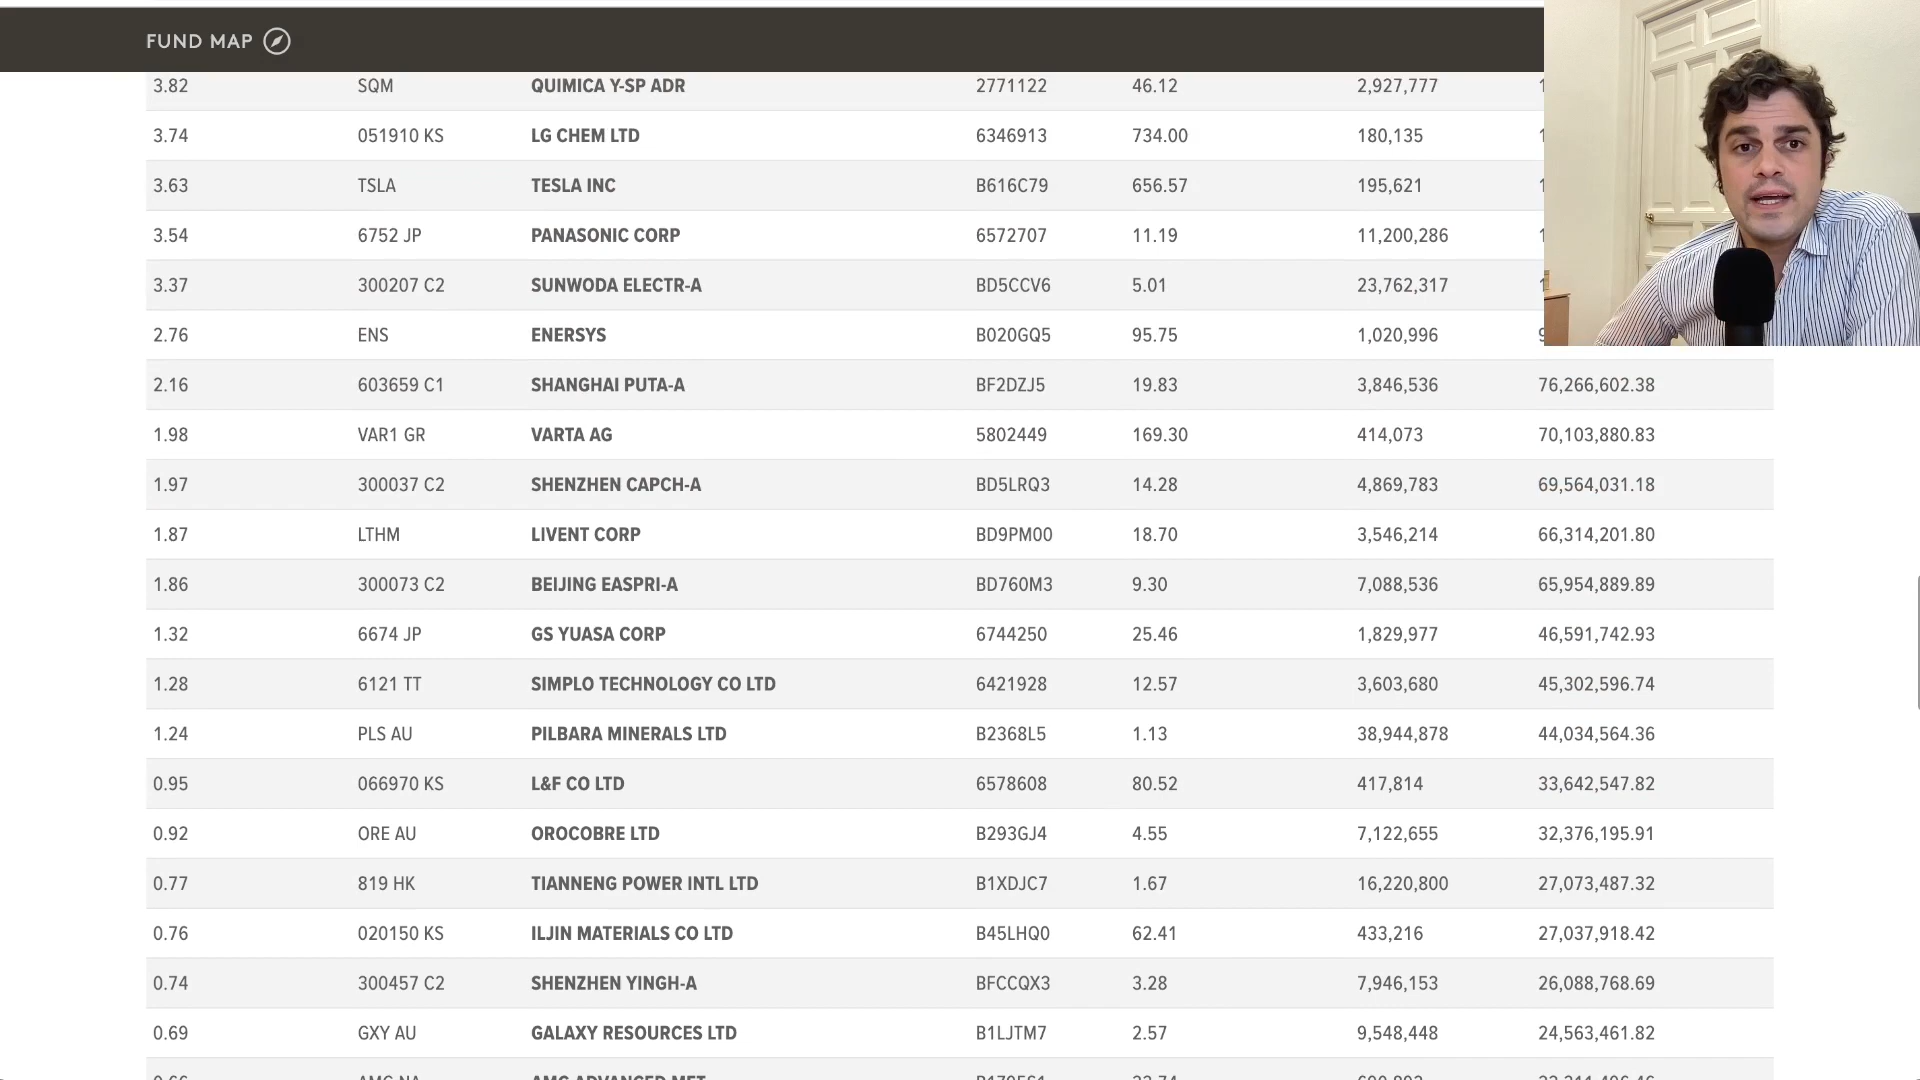 FUND MAP
3.82 SQM QUIMICA Y-SP ADR 2771122 46.12 2,927,777
3.74 051910 KS LG CHEM LTD 6346913 734.00 180,135
3.63 TSLA TESLA INC B616C79 656.57 195,621
3.54 6752 JP PANASONIC CORP 6572707 11.19 11,200,286
3.37 300207 C2 SUNWODA ELECTR-A BD5CCV6 5.01 23,762,317
2.76 ENS ENERSYS B020GQ5 95.75 1,020,996
2.16 603659 C1 SHANGHAI PUTA-A BF2DZJ5 19.83 3,846,536 76,266,602.38
1.98 VAR1 GR VARTA AG 5802449 169.30 414,073 70,103,880.83
1.97 300037 C2 SHENZHEN CAPCH-A BD5LRQ3 14.28 4,869,783 69,564,031.18
1.87 LTHM LIVENT CORP BD9PM00 18.70 3,546,214 66,314,201.80
1.86 300073 C2 BEIJING EASPRI-A BD760M3 9.30 7,088,536 65,954,889.89
1.32 6674 JP GS YUASA CORP 6744250 25.46 1,829,977 46,591,742.93
1.28 6121 TT SIMPLO TECHNOLOGY CO LTD 6421928 12.57 3,603,680 45,302,596.74
1.24 PLS AU PILBARA MINERALS LTD B2368L5 1.13 38,944,878 44,034,564.36
0.95 066970 KS L&F CO LTD 6578608 80.52 417,814 33,642,547.82
0.92 ORE AU OROCOBRE LTD B293GJ4 4.55 7,122,655 32,376,195.91
0.77 819 HK TIANNENG POWER INTL LTD B1XDJC7 1.67 16,220,800 27,073,487.32
0.76 020150 KS ILJIN MATERIALS CO LTD B45LHQ0 62.41 433,216 27,037,918.42
0.74 300457 C2 SHENZHEN YINGH-A BFCCQX3 3.28 7,946,153 26,088,768.69
0.69 GXY AU GALAXY RESOURCES LTD B1LJTM7 2.57 9,548,448 24,563,461.82